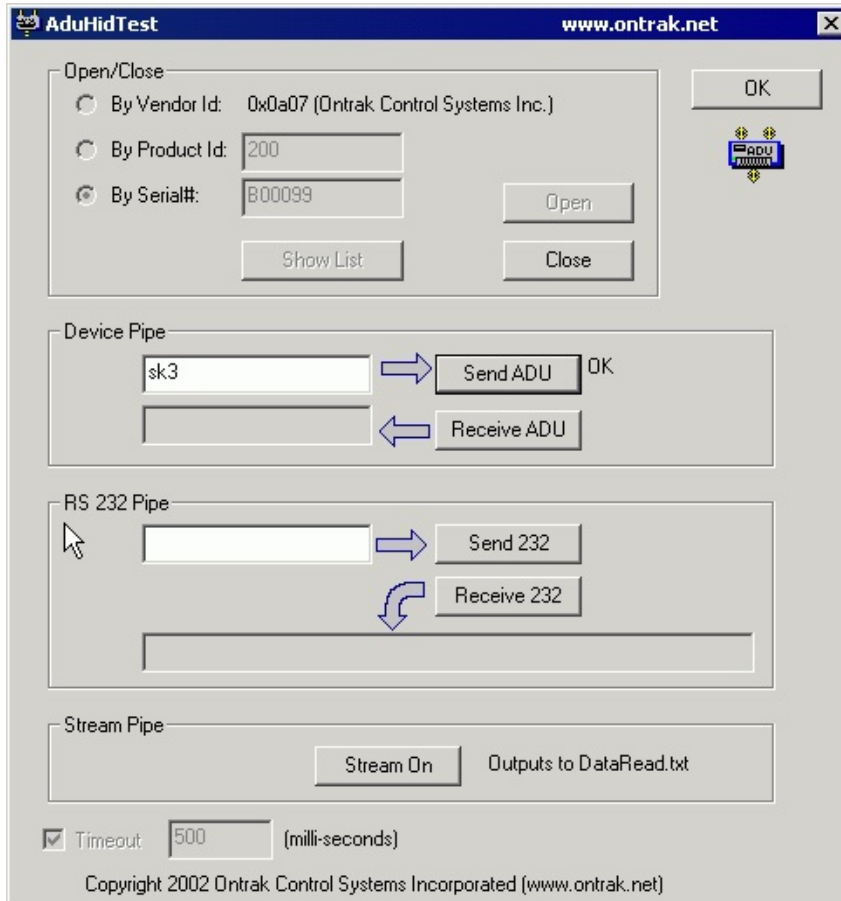 AduHidTest www.ontrak.net
Open/Close
By Vendor Id: 0x0a07 (Ontrak Control Systems Inc.)
OK
By Product Id: 200
ADU
By Serial#: B00099
Open
Show List
Close
Device Pipe
sk3
Send ADU
OK
Receive ADU
RS 232 Pipe
Send 232
Receive 232
Stream Pipe
Stream On
Outputs to DataRead.txt
Timeout 500 (milli-seconds)
Copyright 2002 Ontrak Control Systems Incorporated (www.ontrak.net)